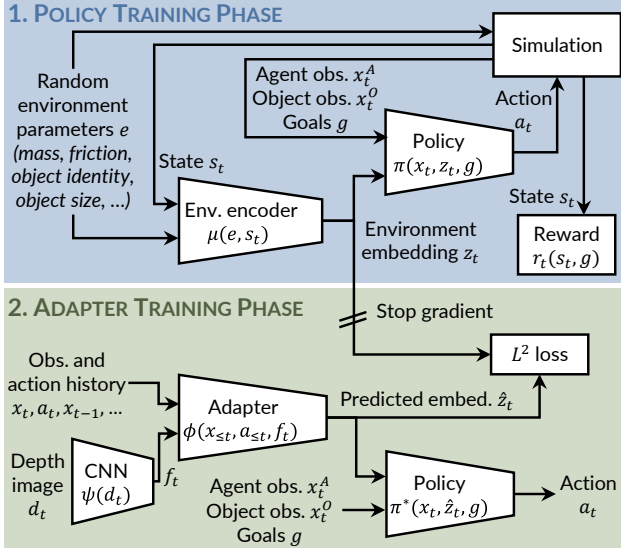 1. POLICY TRAINING PHASE
Simulation
Random
environment
parameters e
(mass, friction,
object identity,
object size, ...)
Agent obs. x_t^A
Object obs. x_t^O
Goals g
Action
a_t
Policy
π(x_t, z_t, g)
State s_t
Env. encoder
μ(e, s_t)
State s_t
Reward
r_t(s_t, g)
Environment
embedding z_t
2. ADAPTER TRAINING PHASE
Stop gradient
L² loss
Obs. and
action history
x_t, a_t, x_{t-1}, ...
Adapter
ϕ(x_{≤t}, a_{≤t}, f_t)
Predicted embed. ẑ_t
Depth
image
d_t
CNN
ψ(d_t)
f_t
Agent obs. x_t^A
Object obs. x_t^O
Goals g
Policy
π*(x_t, ẑ_t, g)
Action
a_t